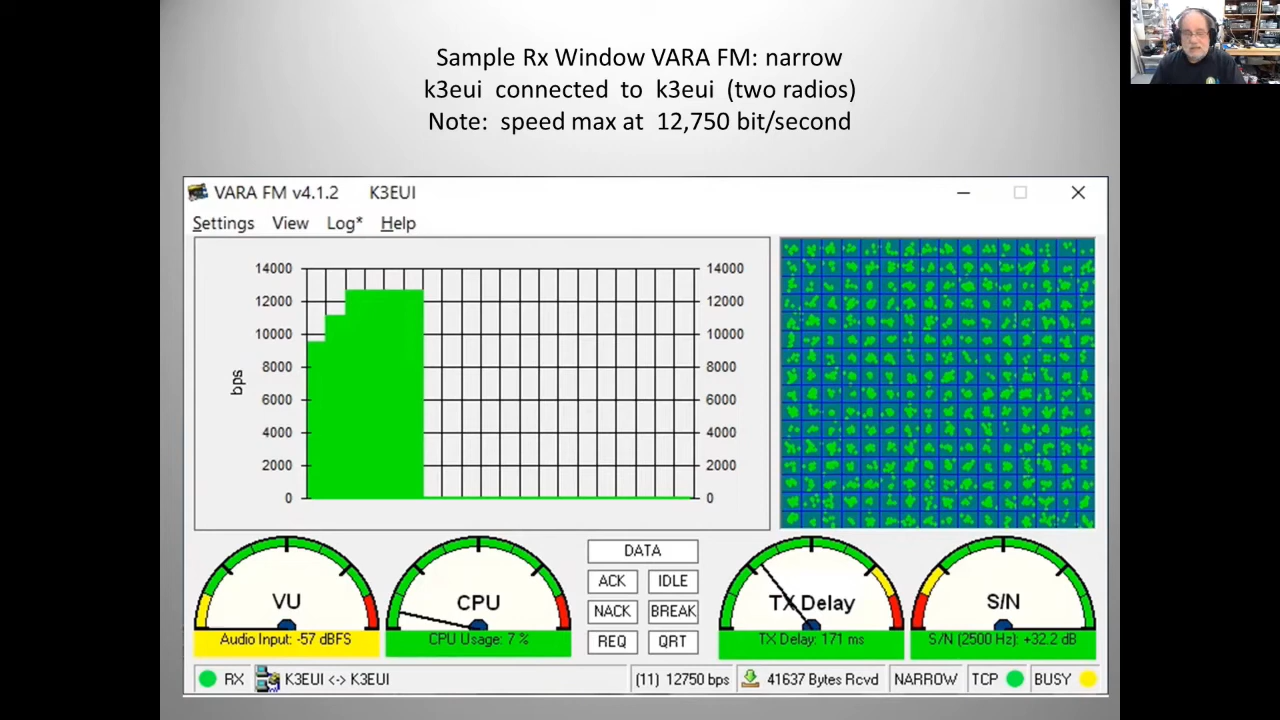 Sample Rx Window VARA FM: narrow
k3eui connected to k3eui (two radios)
Note: speed max at 12,750 bit/second
VARA FM v4.1.2 K3EUI
Settings View Log* Help
14000 14000
12000 12000
10000 10000
8000 8000
bps
6000 6000
4000 4000
2000 2000
0 0
DATA
ACK IDLE
NACK BREAK
REQ QRT
VU
Audio Input: -57 dBFS
CPU
CPU Usage: 7 %
TX Delay
TX Delay: 171 ms
S/N
S/N (2500 Hz): +32.2 dB
RX K3EUI <-> K3EUI (11) 12750 bps 41637 Bytes Rcvd NARROW TCP BUSY